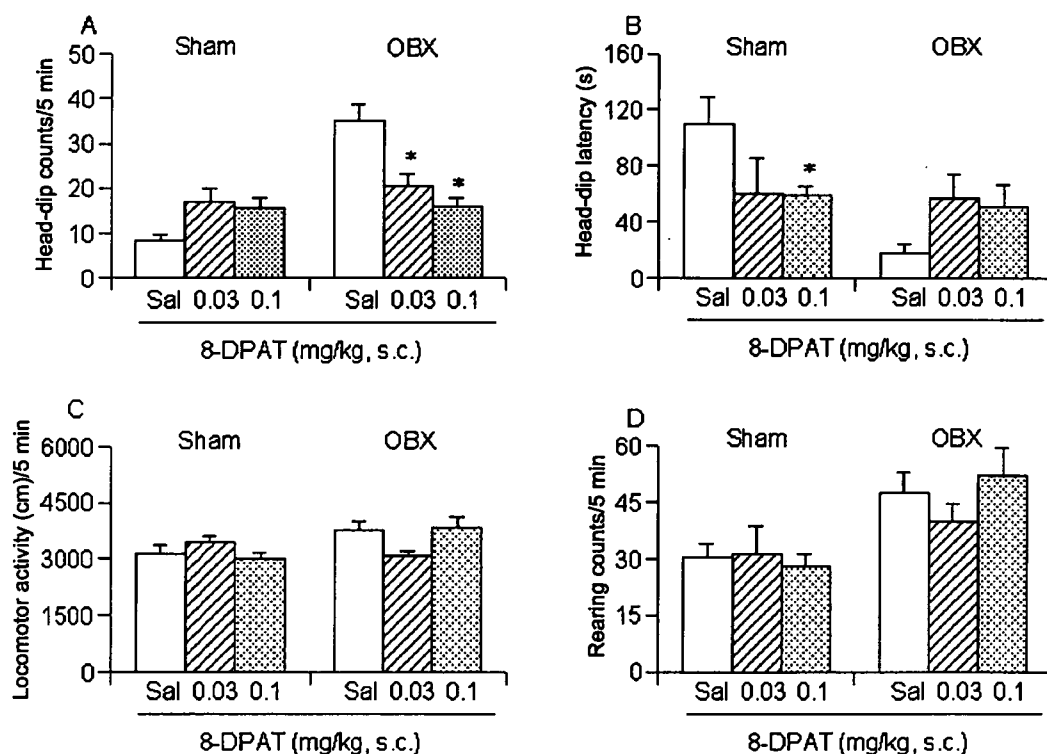 A
Sham OBX
Head-dip counts/5 min
50
40
30
20
10
0
* *
Sal 0.03 0.1 Sal 0.03 0.1
8-DPAT (mg/kg, s.c.)
B
Sham OBX
Head-dip latency (s)
160
120
80
40
0
*
Sal 0.03 0.1 Sal 0.03 0.1
8-DPAT (mg/kg, s.c.)
C
Sham OBX
Locomotor activity (cm)/5 min
6000
4500
3000
1500
0
Sal 0.03 0.1 Sal 0.03 0.1
8-DPAT (mg/kg, s.c.)
D
Sham OBX
Rearing counts/5 min
60
45
30
15
0
Sal 0.03 0.1 Sal 0.03 0.1
8-DPAT (mg/kg, s.c.)